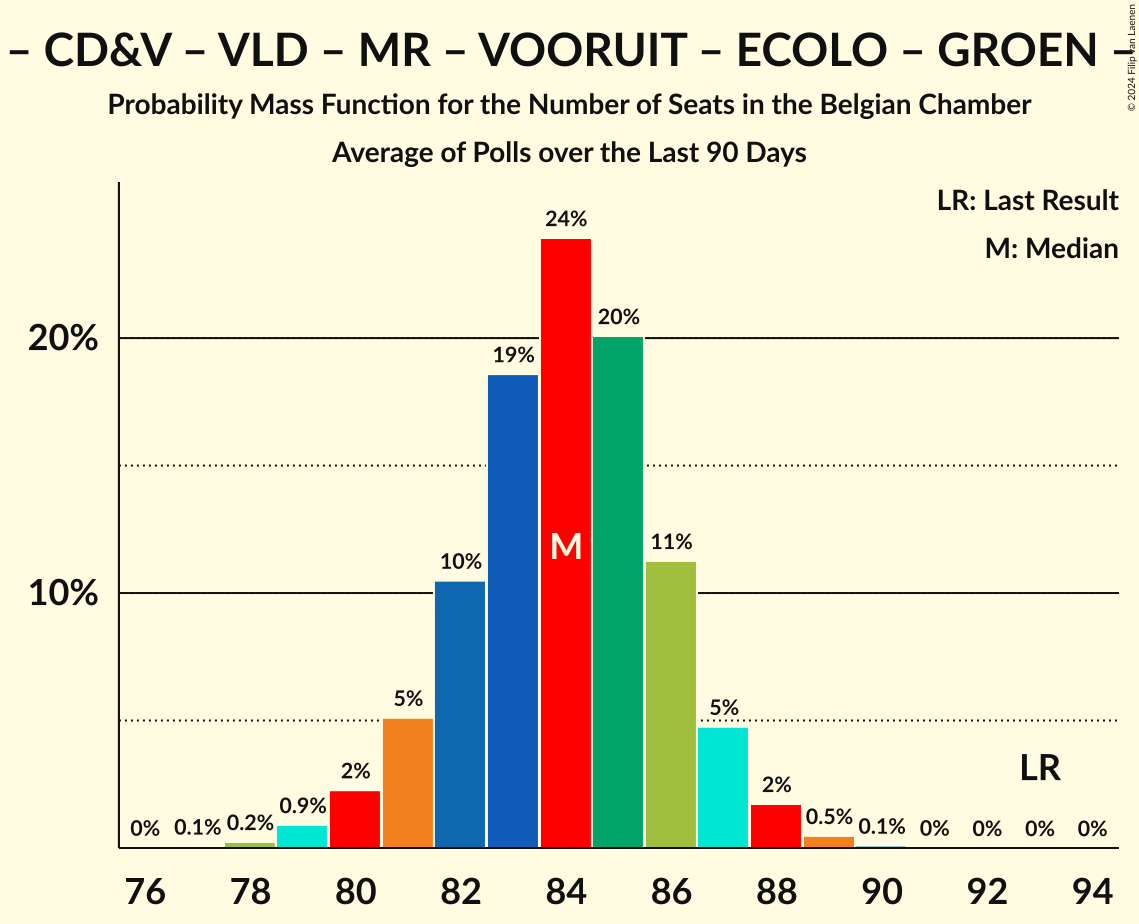 – CD&V – VLD – MR – VOORUIT – ECOLO – GROEN –
© 2024 Filip van Laenen
Probability Mass Function for the Number of Seats in the Belgian Chamber
Average of Polls over the Last 90 Days
LR: Last Result
M: Median
24%
20%
20%
19%
M
11%
10%
10%
5%
5%
LR
2%
2%
0.9%
0.5%
0% 0.1% 0.2% 0.1% 0% 0% 0% 0%
76 78 80 82 84 86 88 90 92 94